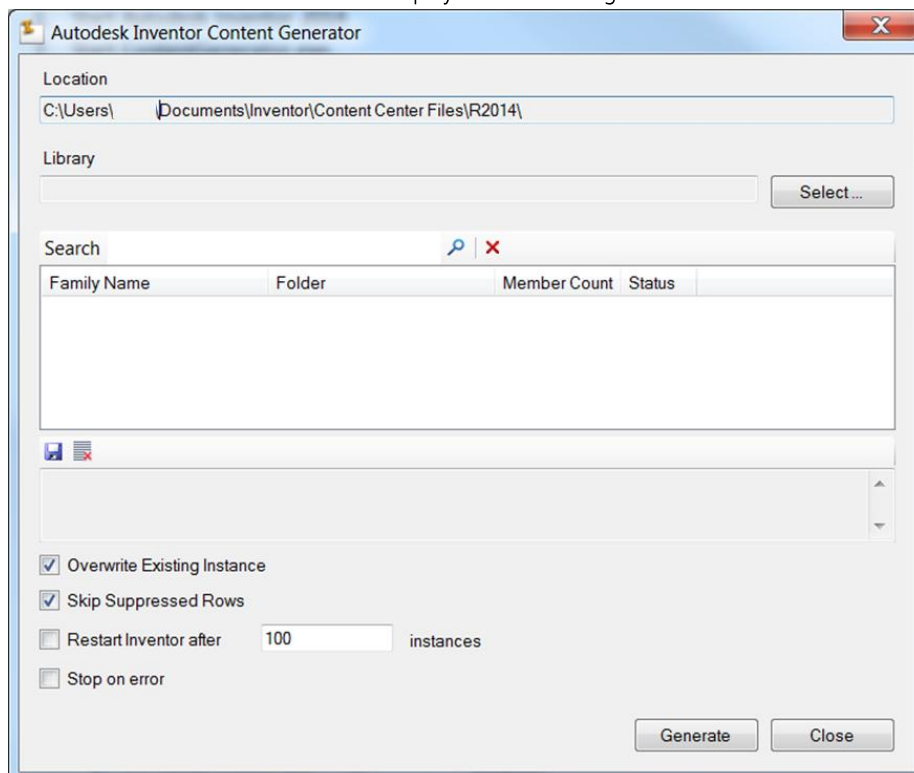 Autodesk Inventor Content Generator
Location
C:\Users\ \Documents\Inventor\Content Center Files\R2014\
Library
Select...
Search
Family Name Folder Member Count Status
Overwrite Existing Instance
Skip Suppressed Rows
Restart Inventor after 100 instances
Stop on error
Generate Close